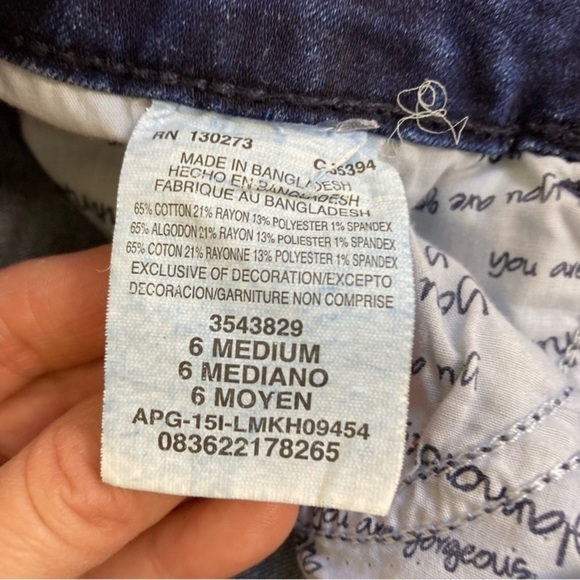 RN 130273
MADE IN BANGLADESH
HECHO EN BANGLADESH
FABRIQUE AU BANGLADESH
65% COTTON 21% RAYON 13% POLYESTER 1% SPANDEX
65% ALGODON 21% RAYON 13% POLIESTER 1% SPANDEX
65% COTON 21% RAYONNE 13% POLYESTER 1% SPANDEX
EXCLUSIVE OF DECORATION/EXCEPTO
DECORACION/GARNITURE NON COMPRISE
3543829
6 MEDIUM
6 MEDIANO
6 MOYEN
APG-15I-LMKH09454
083622178265
you are
you
you are gorgeous